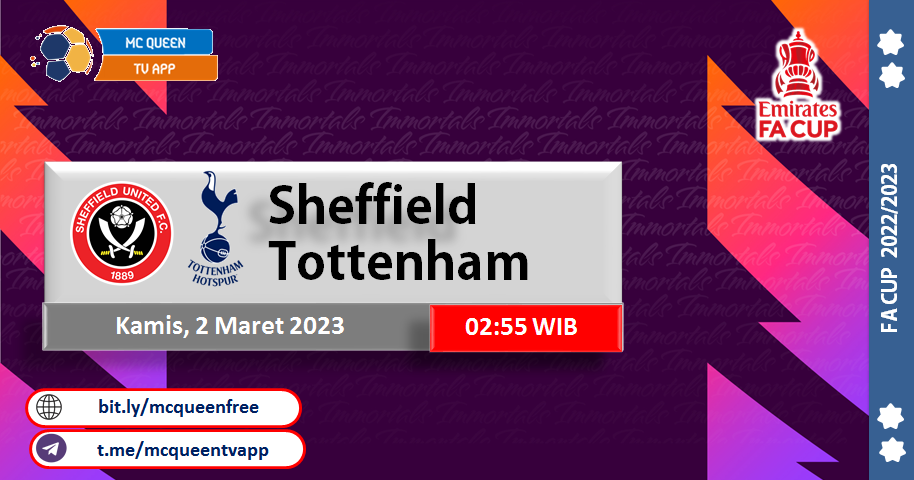 MC QUEEN
TV APP
Emirates
FA CUP
SHEFFIELD UNITED F.C.
1889
TOTTENHAM
HOTSPUR
Sheffield
Tottenham
Kamis, 2 Maret 2023
02:55 WIB
bit.ly/mcqueenfree
t.me/mcqueentvapp
FA CUP 2022/2023
Immortals